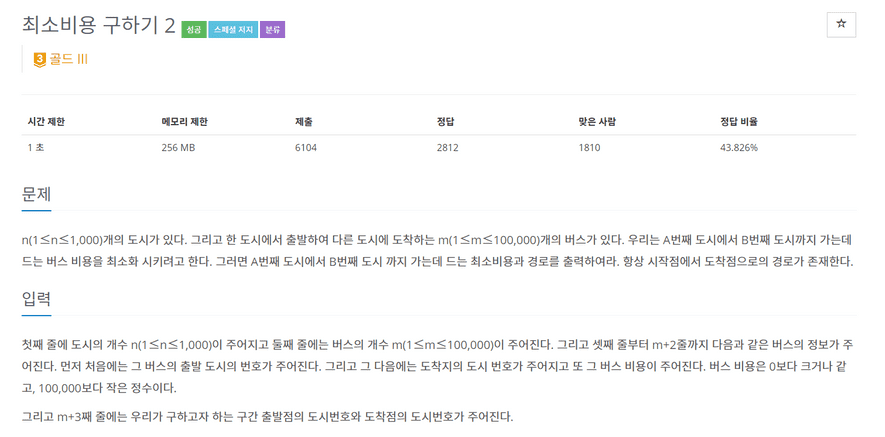 최소비용 구하기 2 성공 스페셜 저지 분류
☆
3 골드 III
시간 제한 메모리 제한 제출 정답 맞은 사람 정답 비율
1 초 256 MB 6104 2812 1810 43.826%
문제
n(1≤n≤1,000)개의 도시가 있다. 그리고 한 도시에서 출발하여 다른 도시에 도착하는 m(1≤m≤100,000)개의 버스가 있다. 우리는 A번째 도시에서 B번째 도시까지 가는데
드는 버스 비용을 최소화 시키려고 한다. 그러면 A번째 도시에서 B번째 도시 까지 가는데 드는 최소비용과 경로를 출력하여라. 항상 시작점에서 도착점으로의 경로가 존재한다.
입력
첫째 줄에 도시의 개수 n(1≤n≤1,000)이 주어지고 둘째 줄에는 버스의 개수 m(1≤m≤100,000)이 주어진다. 그리고 셋째 줄부터 m+2줄까지 다음과 같은 버스의 정보가 주
어진다. 먼저 처음에는 그 버스의 출발 도시의 번호가 주어진다. 그리고 그 다음에는 도착지의 도시 번호가 주어지고 또 그 버스 비용이 주어진다. 버스 비용은 0보다 크거나 같
고, 100,000보다 작은 정수이다.
그리고 m+3째 줄에는 우리가 구하고자 하는 구간 출발점의 도시번호와 도착점의 도시번호가 주어진다.